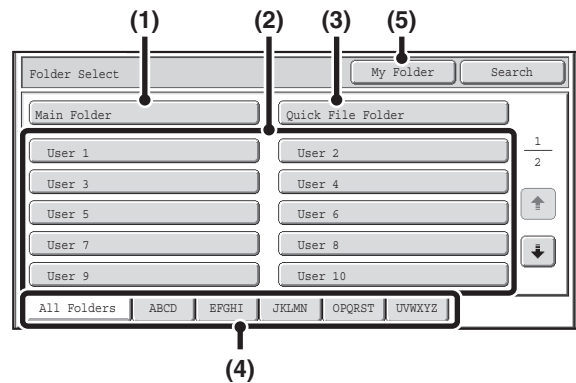 (1) (2) (3) (5)
Folder Select My Folder Search
Main Folder Quick File Folder
User 1 User 2
User 3 User 4
User 5 User 6
User 7 User 8
User 9 User 10
1
2
All Folders ABCD EFGHI JKLMN OPQRST UVWXYZ
(4)